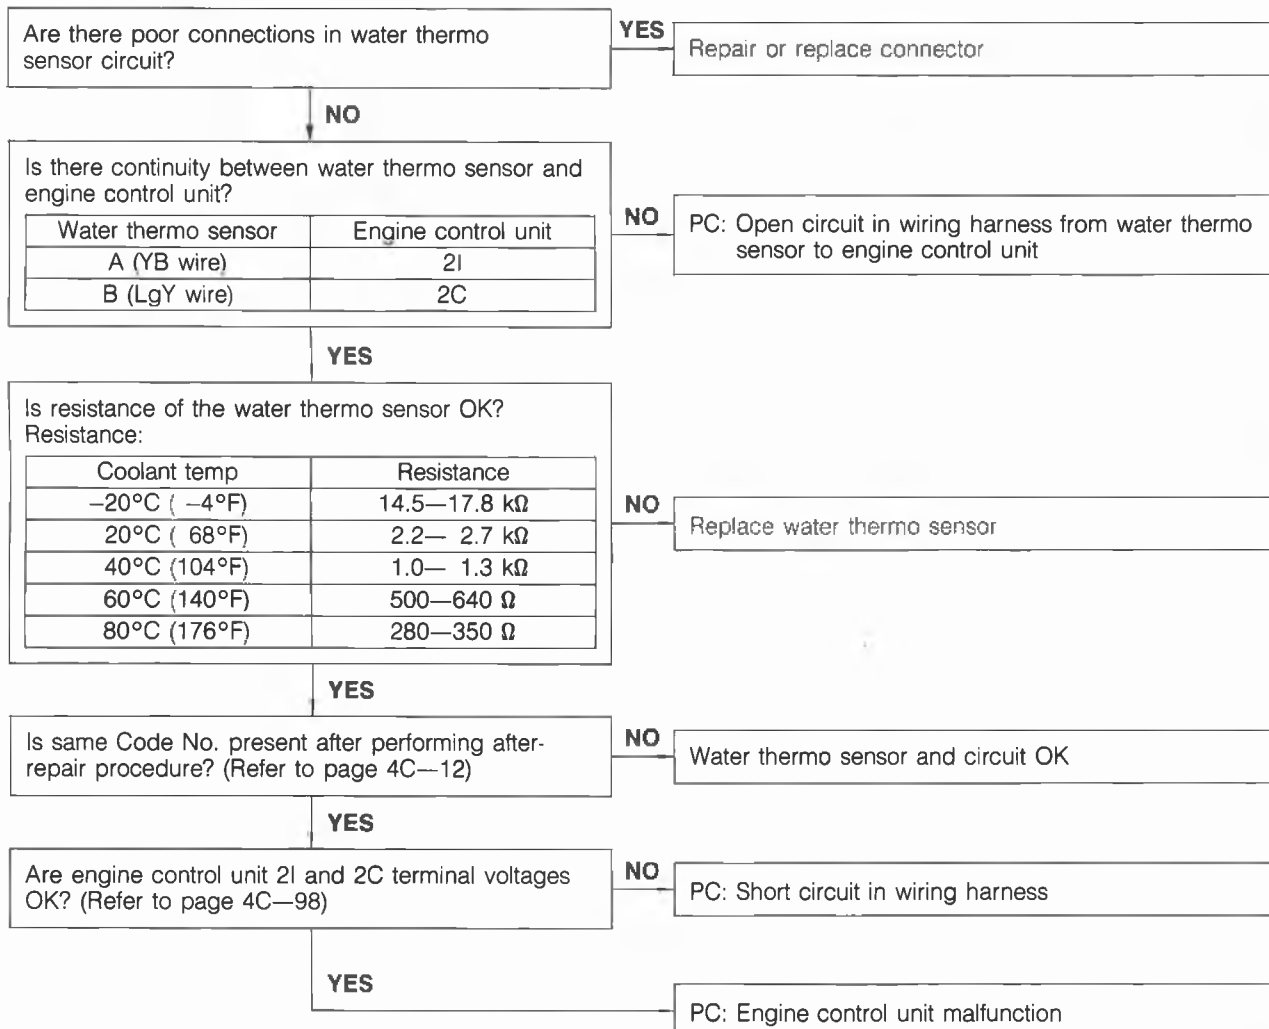 Are there poor connections in water thermo
sensor circuit?
YES
Repair or replace connector
NO
Is there continuity between water thermo sensor and
engine control unit?
Water thermo sensor Engine control unit
A (YB wire) 2I
B (LgY wire) 2C
NO
PC: Open circuit in wiring harness from water thermo
sensor to engine control unit
YES
Is resistance of the water thermo sensor OK?
Resistance:
Coolant temp Resistance
–20°C ( –4°F) 14.5—17.8 kΩ
20°C ( 68°F) 2.2— 2.7 kΩ
40°C (104°F) 1.0— 1.3 kΩ
60°C (140°F) 500—640 Ω
80°C (176°F) 280—350 Ω
NO
Replace water thermo sensor
YES
Is same Code No. present after performing after-
repair procedure? (Refer to page 4C—12)
NO
Water thermo sensor and circuit OK
YES
Are engine control unit 2I and 2C terminal voltages
OK? (Refer to page 4C—98)
NO
PC: Short circuit in wiring harness
YES
PC: Engine control unit malfunction